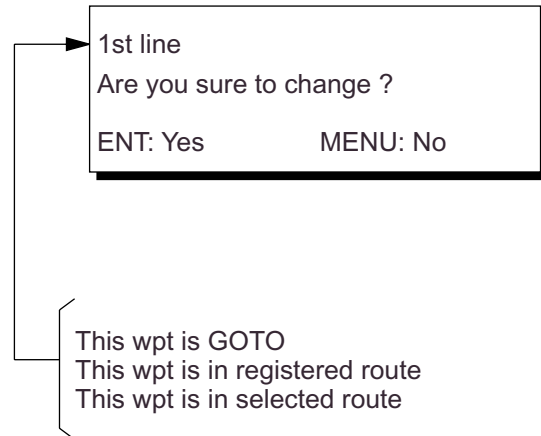 1st line
Are you sure to change ?
ENT: Yes MENU: No
This wpt is GOTO
This wpt is in registered route
This wpt is in selected route